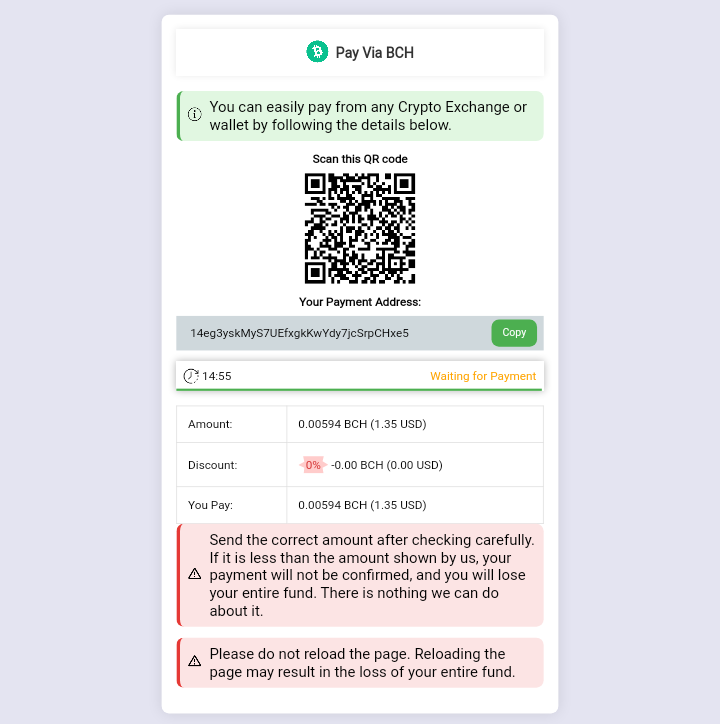 Pay Via BCH
You can easily pay from any Crypto Exchange or
wallet by following the details below.
Scan this QR code
Your Payment Address:
14eg3yskMyS7UEfxgkKwYdy7jcSrpCHxe5
Copy
14:55
Waiting for Payment
Amount:
0.00594 BCH (1.35 USD)
Discount:
0% -0.00 BCH (0.00 USD)
You Pay:
0.00594 BCH (1.35 USD)
Send the correct amount after checking carefully.
If it is less than the amount shown by us, your
payment will not be confirmed, and you will lose
your entire fund. There is nothing we can do
about it.
Please do not reload the page. Reloading the
page may result in the loss of your entire fund.